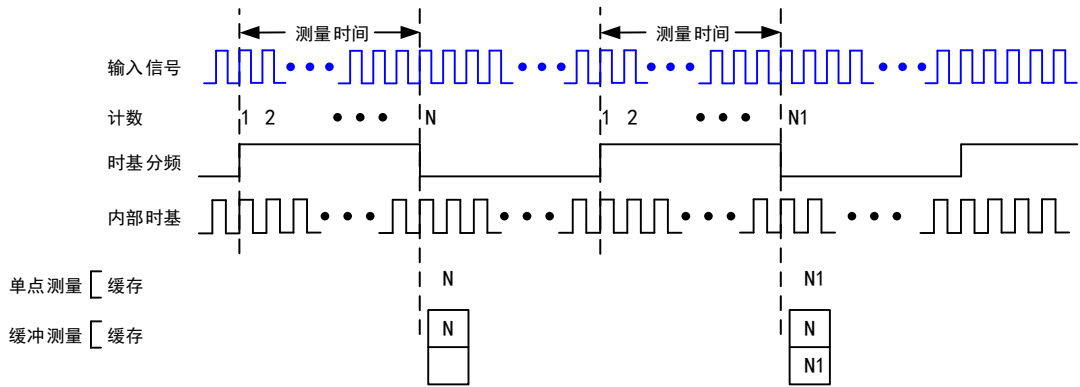 测量时间 测量时间
输入信号
计数 1 2 N 1 2 N1
时基分频
内部时基
单点测量 缓存 N N1
缓冲测量 缓存 N N
N1